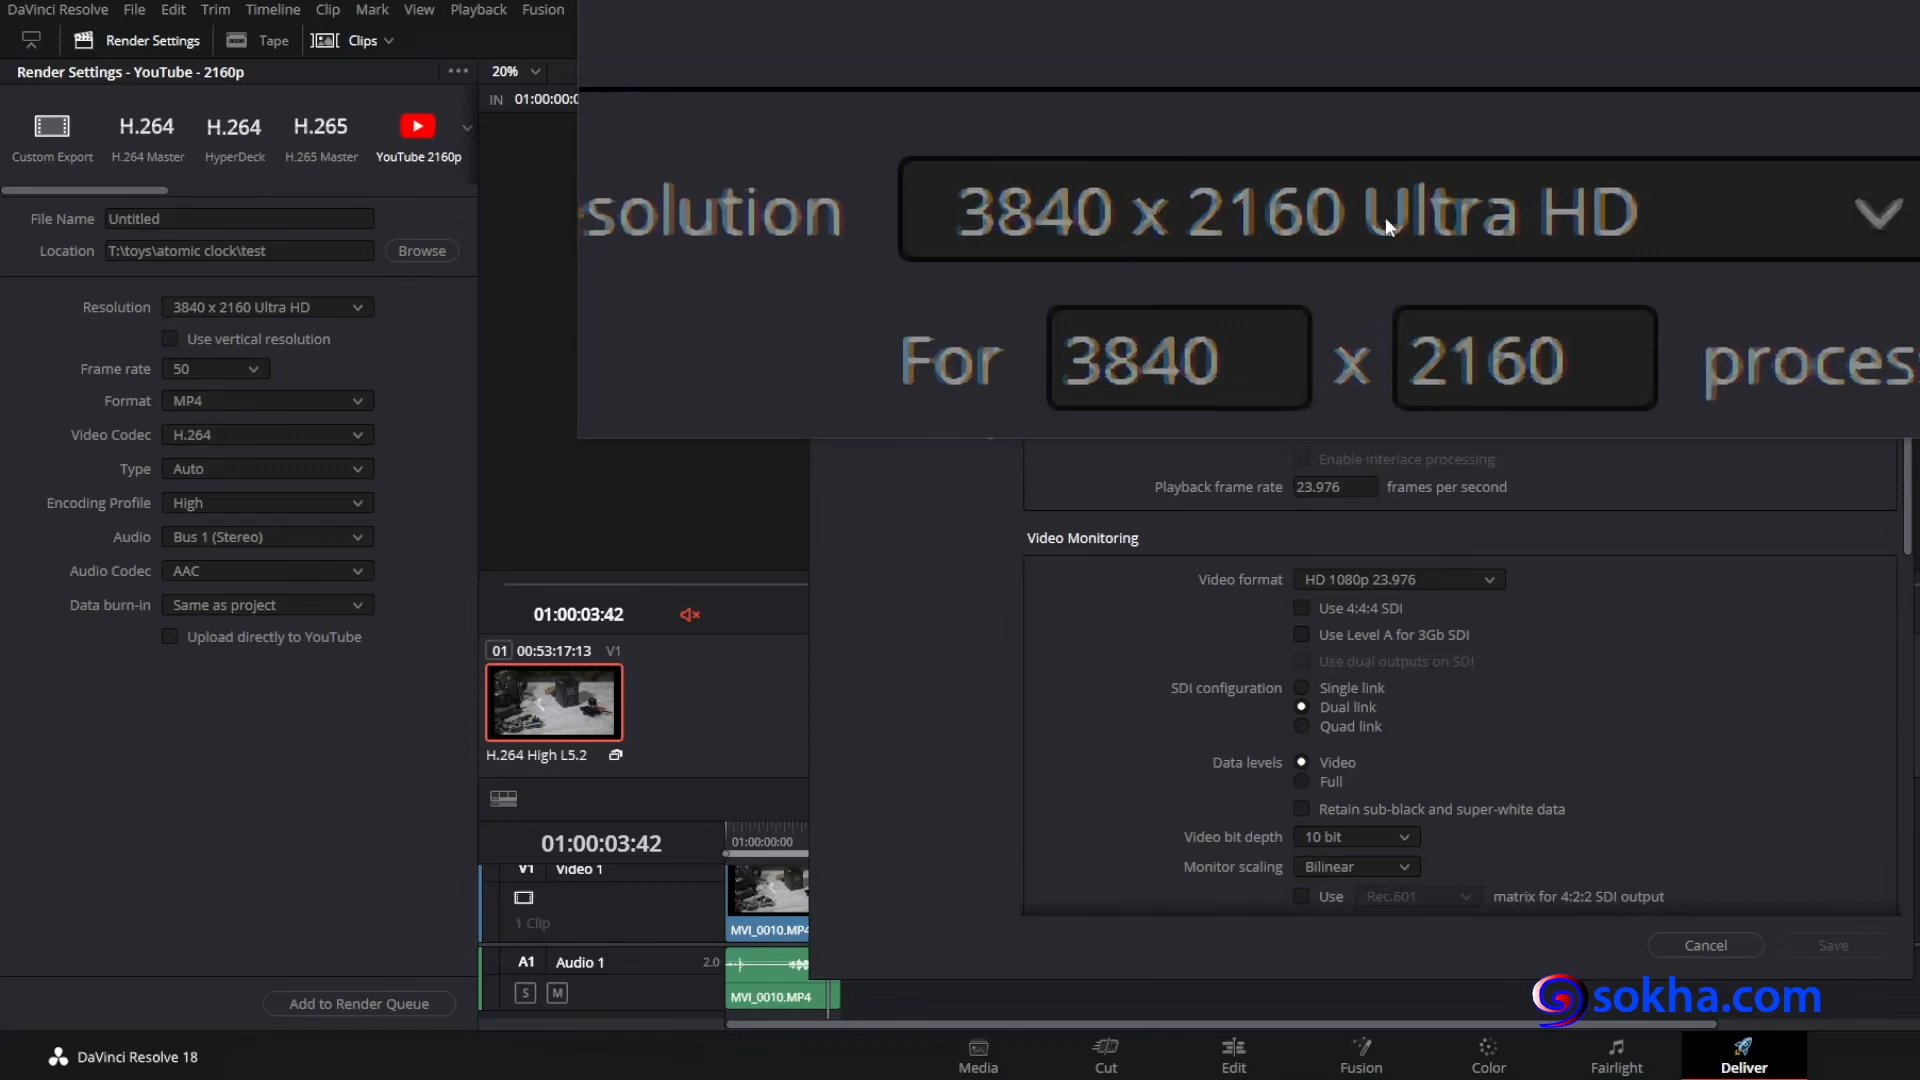 DaVinci Resolve File Edit Trim Timeline Clip Mark View Playback Fusion
Render Settings Tape Clips
Render Settings - YouTube - 2160p
20%
IN 01:00:00:0
H.264 H.264 H.265
Custom Export H.264 Master HyperDeck H.265 Master YouTube 2160p
File Name Untitled
Location T:\toys\atomic clock\test Browse
Resolution 3840 x 2160 Ultra HD
Use vertical resolution
Frame rate 50
Format MP4
Video Codec H.264
Type Auto
Encoding Profile High
Audio Bus 1 (Stereo)
Audio Codec AAC
Data burn-in Same as project
Upload directly to YouTube
Add to Render Queue
solution 3840 x 2160 Ultra HD
For 3840 x 2160 proces
Enable interlace processing
Playback frame rate 23.976 frames per second
Video Monitoring
Video format HD 1080p 23.976
Use 4:4:4 SDI
Use Level A for 3Gb SDI
Use dual outputs on SDI
SDI configuration Single link
Dual link
Quad link
Data levels Video
Full
Retain sub-black and super-white data
Video bit depth 10 bit
Monitor scaling Bilinear
Use Rec.601 matrix for 4:2:2 SDI output
Cancel Save
01:00:03:42
01 00:53:17:13 V1
H.264 High L5.2
01:00:03:42
01:00:00:00
V1 Video 1
1 Clip
MVI_0010.MP4
A1 Audio 1 2.0
S M
MVI_0010.MP4
sokha.com
DaVinci Resolve 18
Media Cut Edit Fusion Color Fairlight Deliver